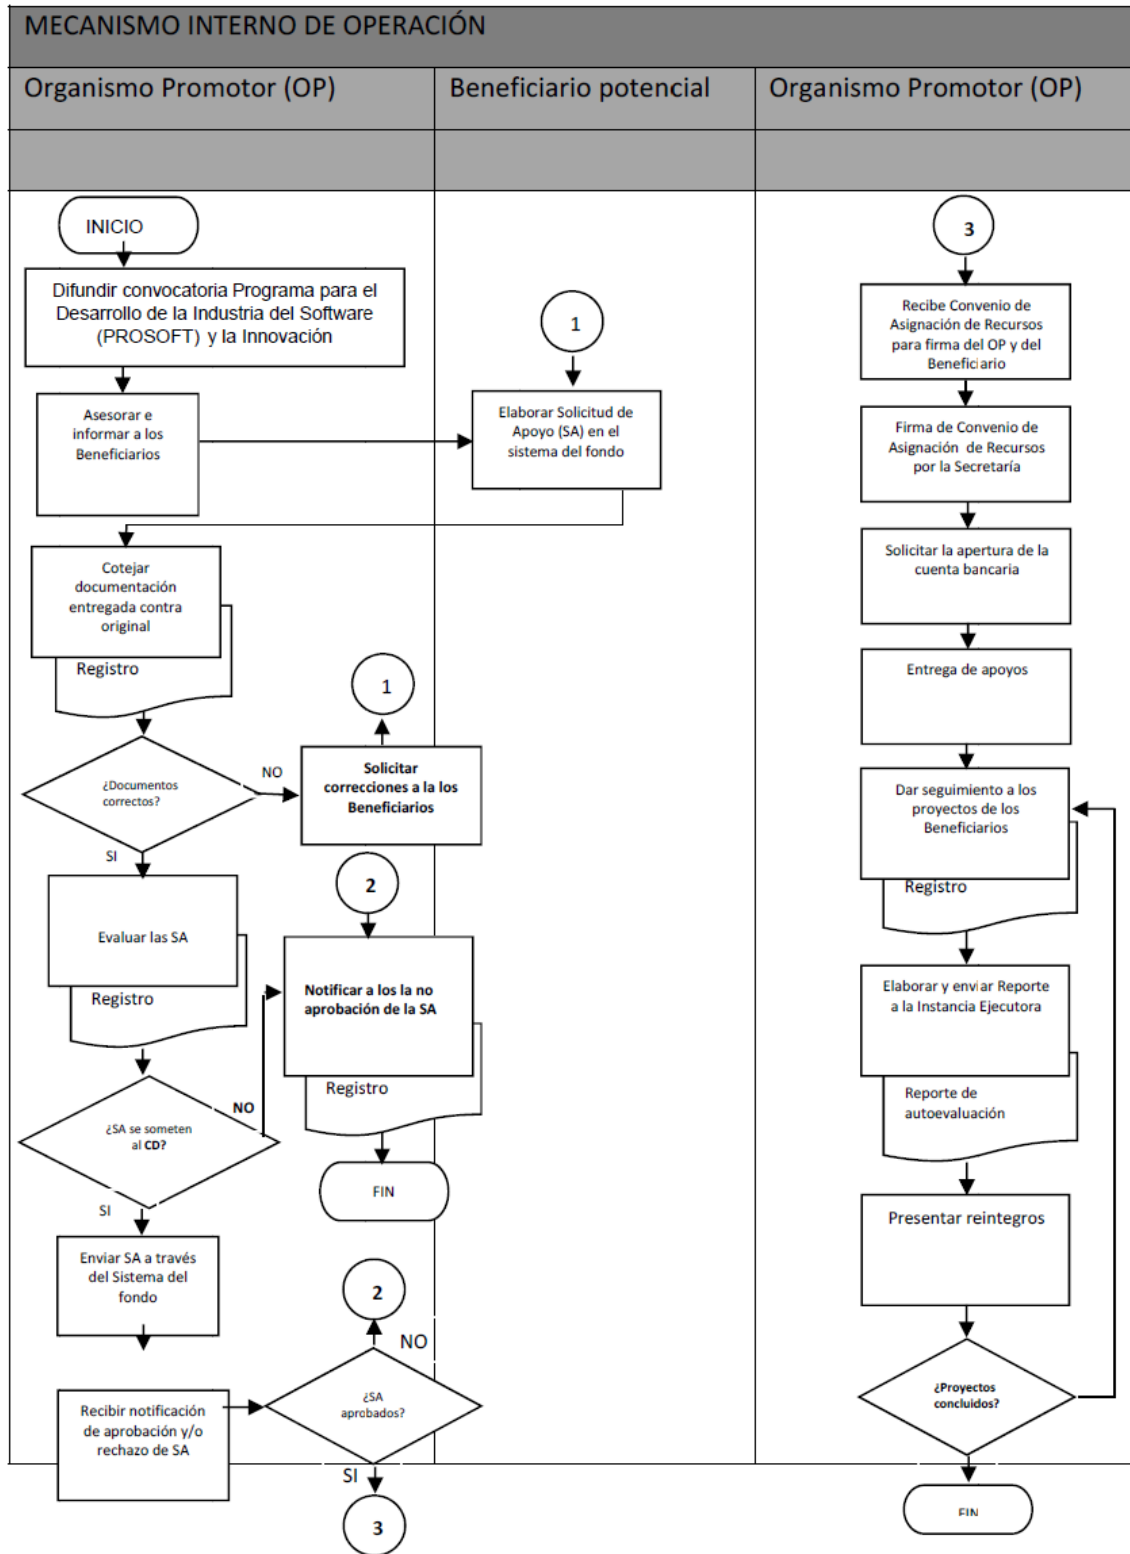 MECANISMO INTERNO DE OPERACIÓN
Organismo Promotor (OP)
Beneficiario potencial
Organismo Promotor (OP)
INICIO
Difundir convocatoria Programa para el
Desarrollo de la Industria del Software
(PROSOFT) y la Innovación
Asesorar e
informar a los
Beneficiarios
1
Elaborar Solicitud de
Apoyo (SA) en el
sistema del fondo
Cotejar
documentación
entregada contra
original
Registro
¿Documentos
correctos?
NO
SI
1
Solicitar
correcciones a la los
Beneficiarios
Evaluar las SA
Registro
2
Notificar a los la no
aprobación de la SA
Registro
FIN
¿SA se someten
al CD?
NO
SI
Enviar SA a través
del Sistema del
fondo
Recibir notificación
de aprobación y/o
rechazo de SA
2
NO
¿SA
aprobados?
SI
3
3
Recibe Convenio de
Asignación de Recursos
para firma del OP y del
Beneficiario
Firma de Convenio de
Asignación de Recursos
por la Secretaría
Solicitar la apertura de la
cuenta bancaria
Entrega de apoyos
Dar seguimiento a los
proyectos de los
Beneficiarios
Registro
Elaborar y enviar Reporte
a la Instancia Ejecutora
Reporte de
autoevaluación
Presentar reintegros
¿Proyectos
concluidos?
FIN